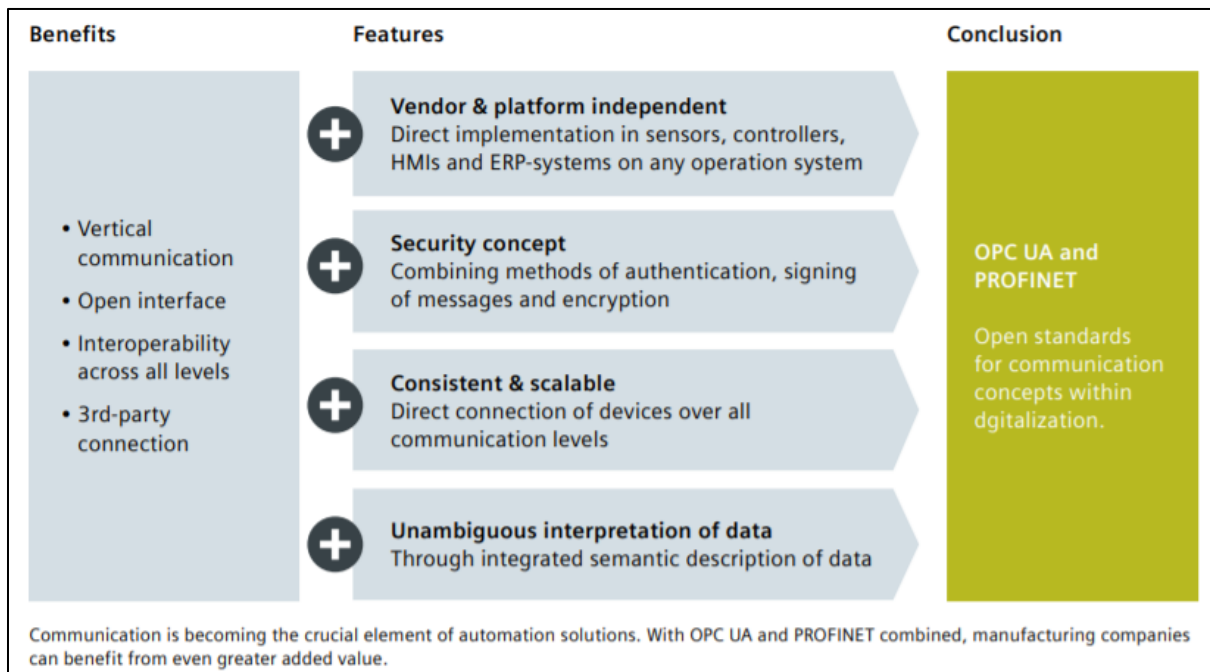 Benefits
Features
Conclusion
• Vertical
communication
• Open interface
• Interoperability
across all levels
• 3rd-party
connection
Vendor & platform independent
Direct implementation in sensors, controllers,
HMIs and ERP-systems on any operation system
Security concept
Combining methods of authentication, signing
of messages and encryption
Consistent & scalable
Direct connection of devices over all
communication levels
Unambiguous interpretation of data
Through integrated semantic description of data
OPC UA and
PROFINET
Open standards
for communication
concepts within
dgitalization.
Communication is becoming the crucial element of automation solutions. With OPC UA and PROFINET combined, manufacturing companies
can benefit from even greater added value.